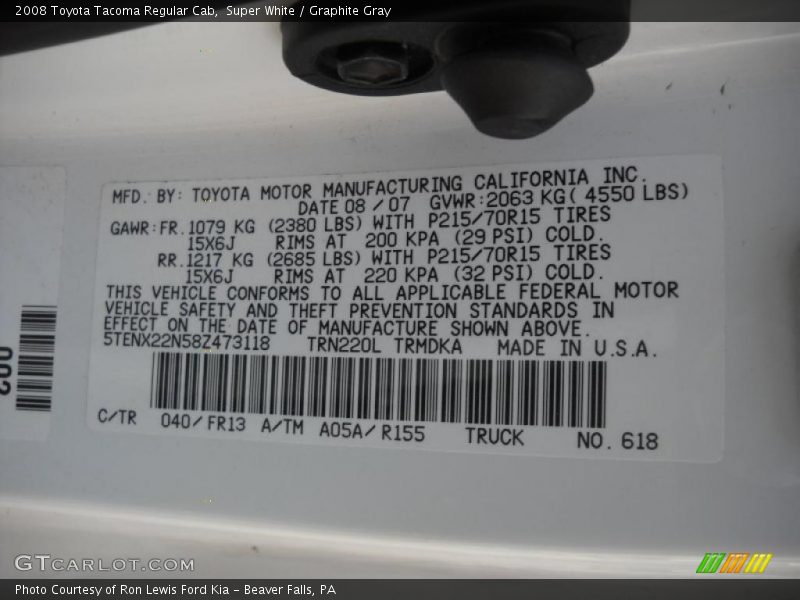 2008 Toyota Tacoma Regular Cab,  Super White / Graphite Gray
MFD. BY: TOYOTA MOTOR MANUFACTURING CALIFORNIA INC.
DATE 08 / 07  GVWR:2063 KG( 4550 LBS)
GAWR:FR.1079 KG (2380 LBS) WITH P215/70R15 TIRES
15X6J RIMS AT 200 KPA (29 PSI) COLD.
RR.1217 KG (2685 LBS) WITH P215/70R15 TIRES
15X6J RIMS AT 220 KPA (32 PSI) COLD.
THIS VEHICLE CONFORMS TO ALL APPLICABLE FEDERAL MOTOR
VEHICLE SAFETY AND THEFT PREVENTION STANDARDS IN
EFFECT ON THE DATE OF MANUFACTURE SHOWN ABOVE.
5TENX22N58Z473118 TRN220L TRMDKA MADE IN U.S.A.
C/TR 040/FR13 A/TM A05A/R155 TRUCK NO. 618
002
GTCARLOT.COM
Photo Courtesy of Ron Lewis Ford Kia – Beaver Falls, PA